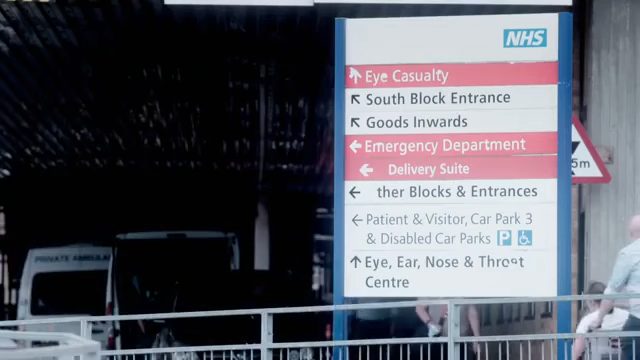 NHS
Eye Casualty
South Block Entrance
Goods Inwards
Emergency Department
Delivery Suite
ther Blocks & Entrances
Patient & Visitor, Car Park 3
& Disabled Car Parks P
Eye, Ear, Nose & Throat
Centre
5m
PRIVATE AMBULANCE